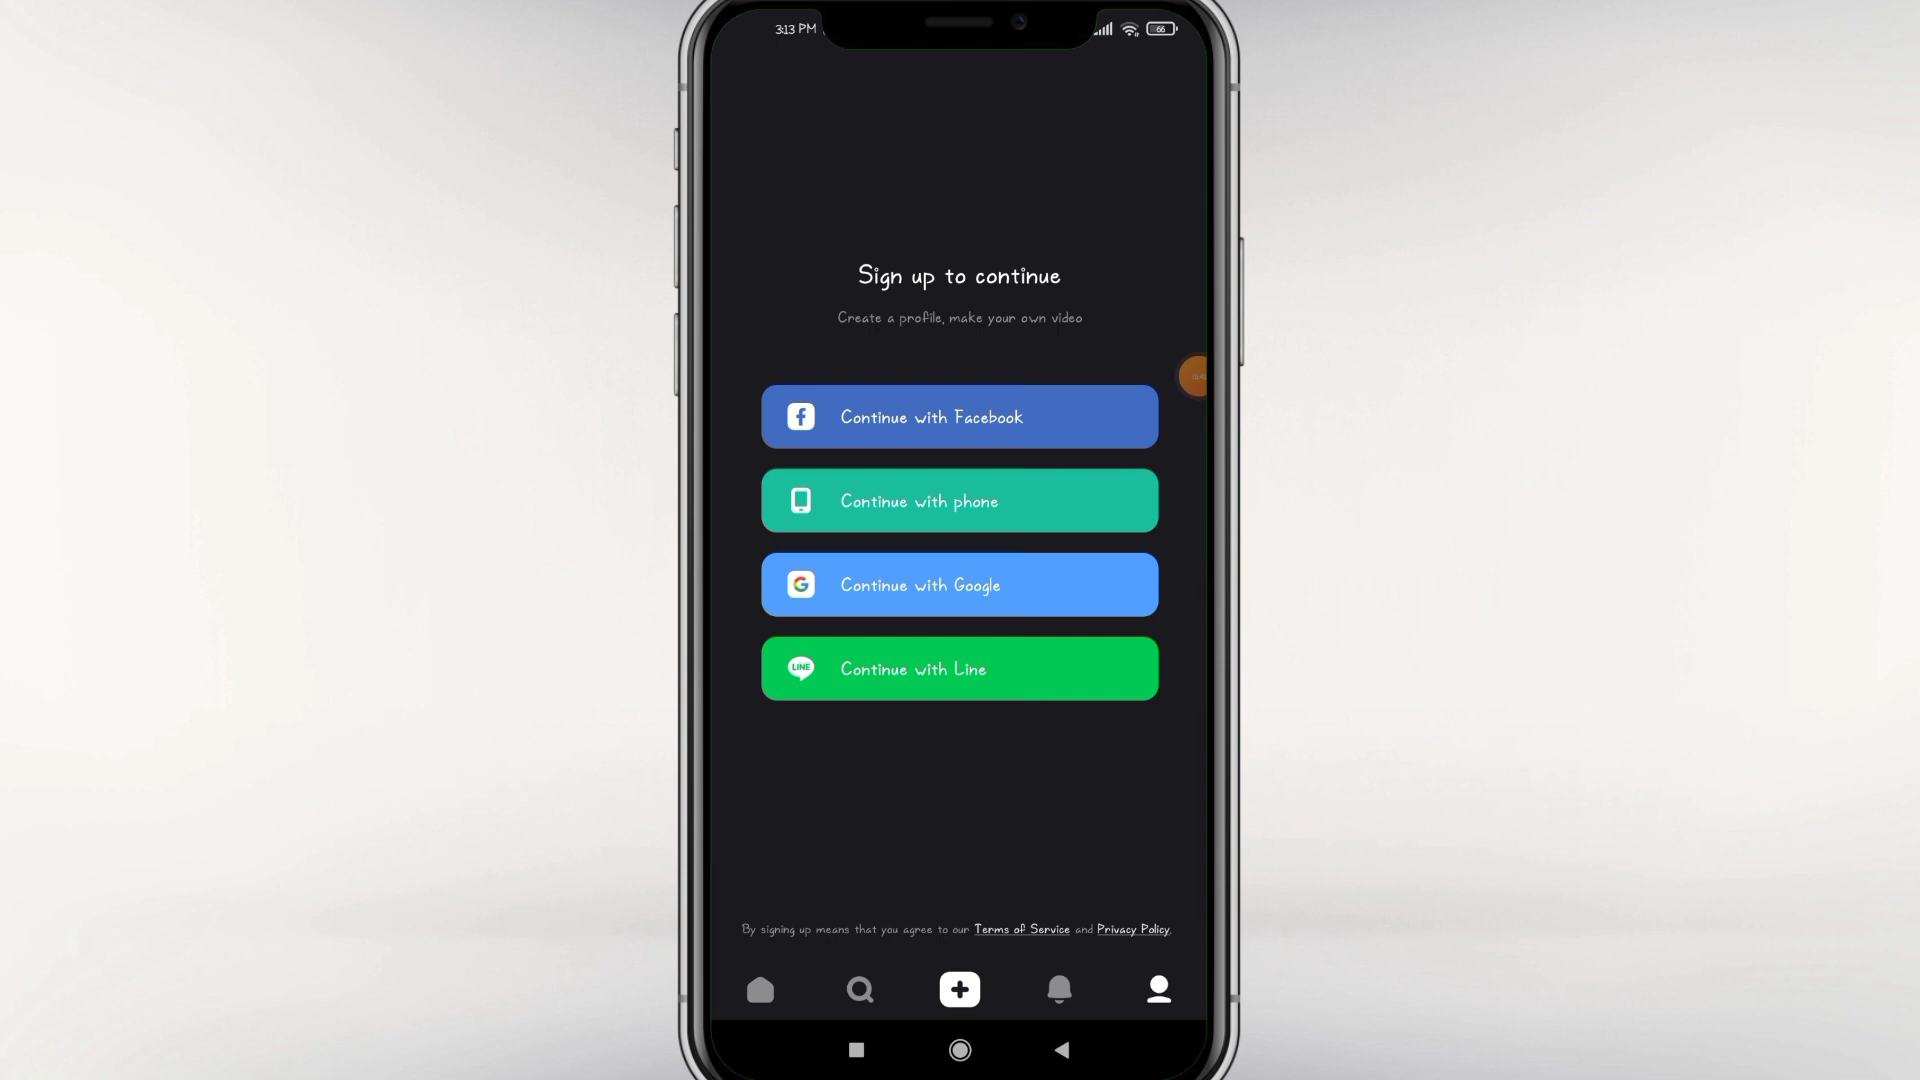 3:13 PM
66
Sign up to continue
Create a profile, make your own video
Continue with Facebook
Continue with phone
G
Continue with Google
LINE
Continue with Line
By signing up means that you agree to our Terms of Service and Privacy Policy.